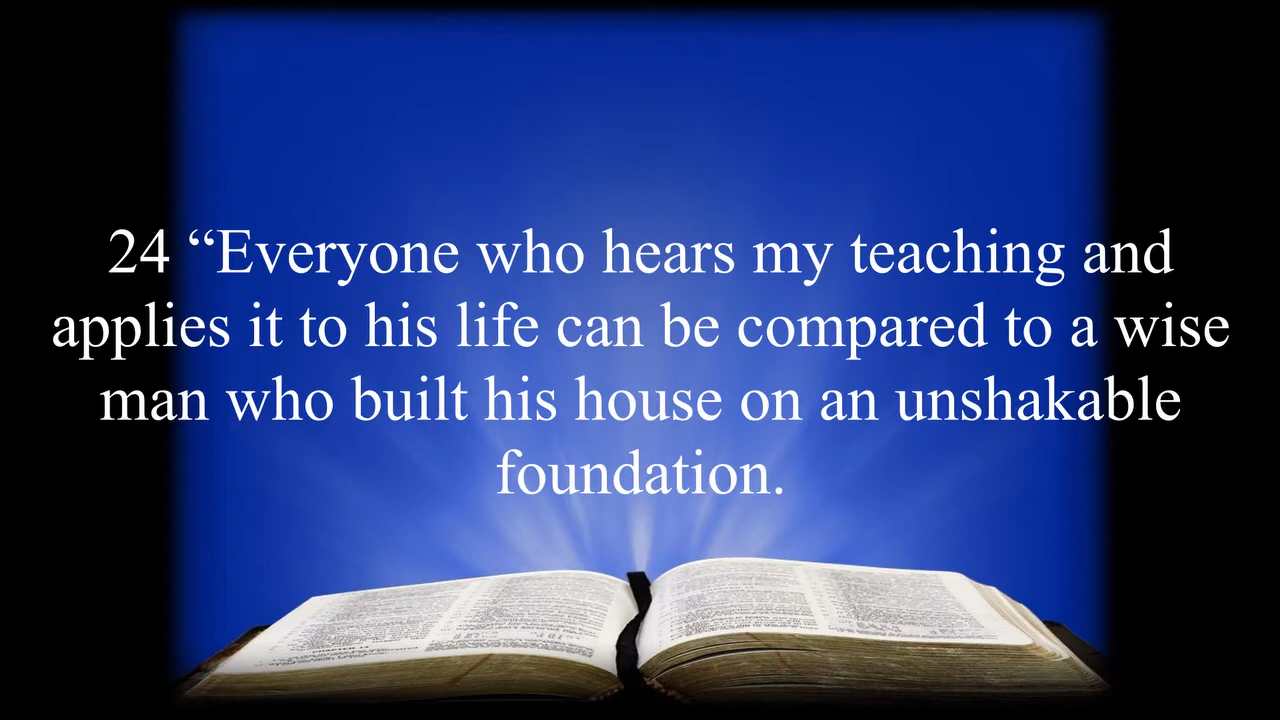 24 “Everyone who hears my teaching and
applies it to his life can be compared to a wise
man who built his house on an unshakable
foundation.